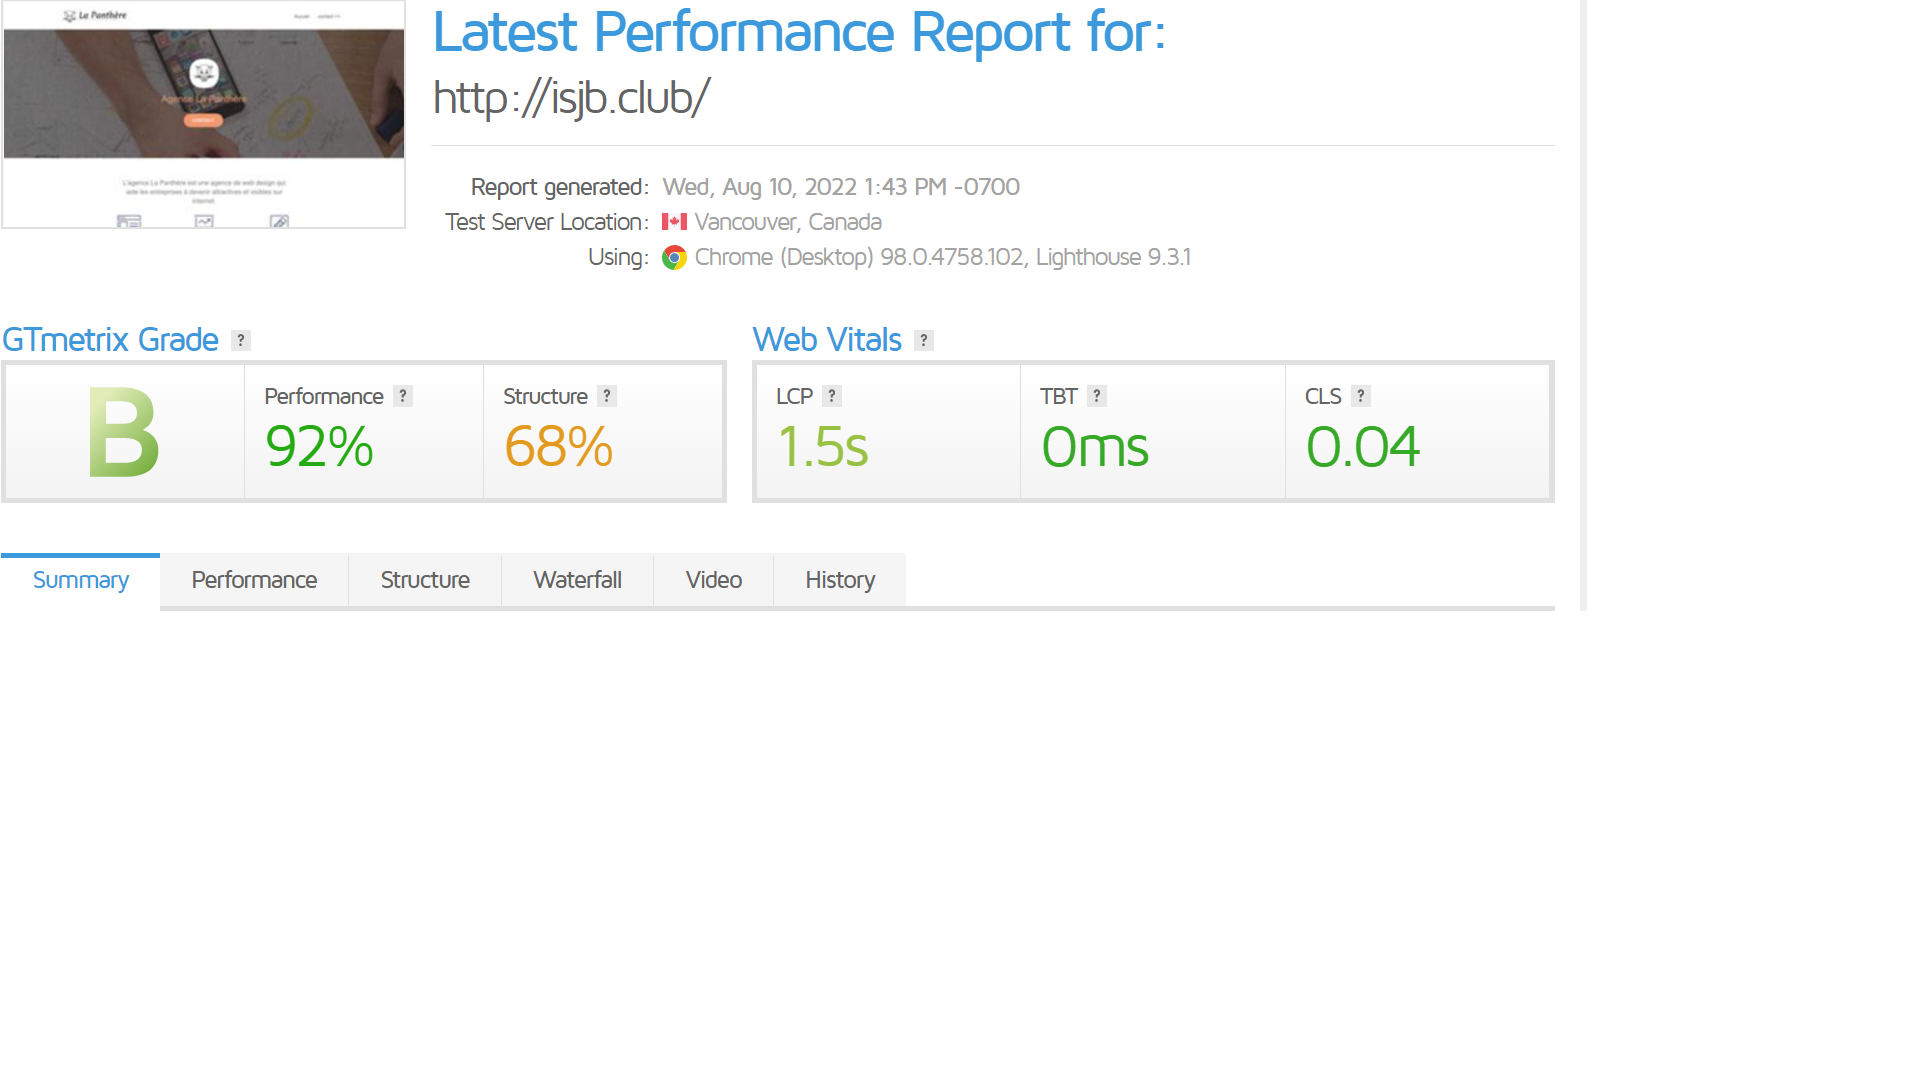 La Panthère
Accueil contact
Agence La Panthère
CONTACT
L'agence La Panthère est une agence de web design qui
aide les entreprises à devenir attractives et visibles sur
Internet.
Latest Performance Report for:
http://isjb.club/
Report generated: Wed, Aug 10, 2022 1:43 PM -0700
Test Server Location: Vancouver, Canada
Using: Chrome (Desktop) 98.0.4758.102, Lighthouse 9.3.1
GTmetrix Grade ?
B
Performance ?
92%
Structure ?
68%
Web Vitals ?
LCP ?
1.5s
TBT ?
0ms
CLS ?
0.04
Summary Performance Structure Waterfall Video History